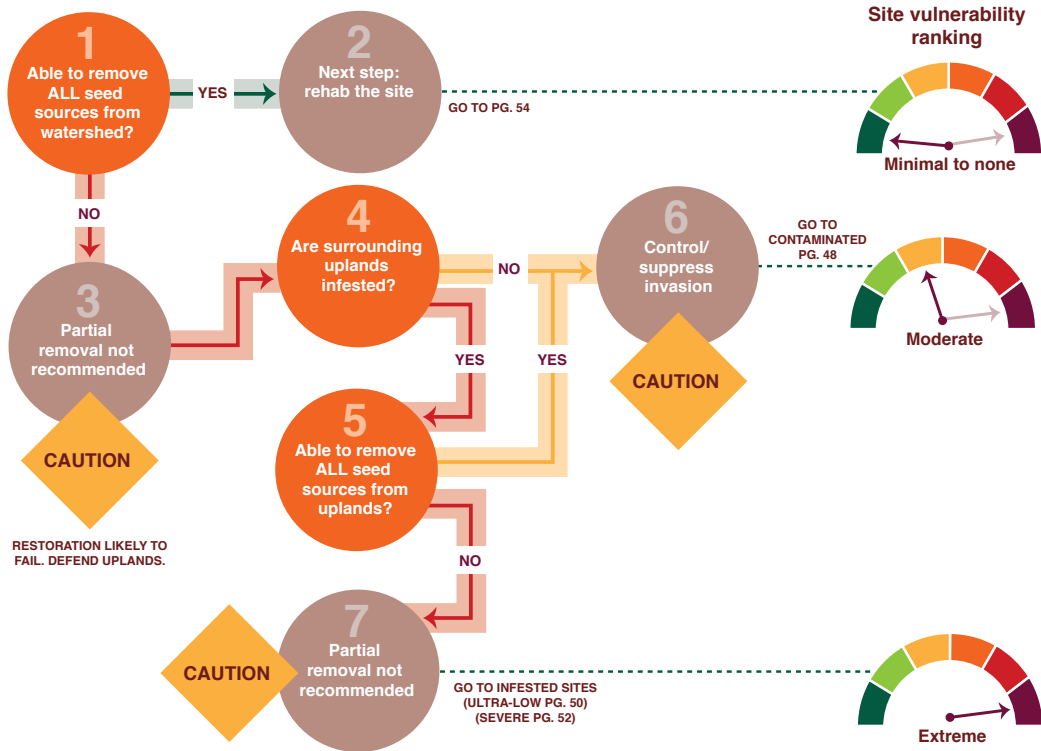 Site vulnerability
ranking
1
Able to remove
ALL seed
sources from
watershed?
YES
2
Next step:
rehab the site
GO TO PG. 54
Minimal to none
NO
3
Partial
removal not
recommended
CAUTION
RESTORATION LIKELY TO
FAIL. DEFEND UPLANDS.
4
Are surrounding
uplands
infested?
NO
YES
YES
6
Control/
suppress
invasion
CAUTION
GO TO
CONTAMINATED
PG. 48
Moderate
5
Able to remove
ALL seed
sources from
uplands?
NO
7
Partial
removal not
recommended
CAUTION
GO TO INFESTED SITES
(ULTRA-LOW PG. 50)
(SEVERE PG. 52)
Extreme